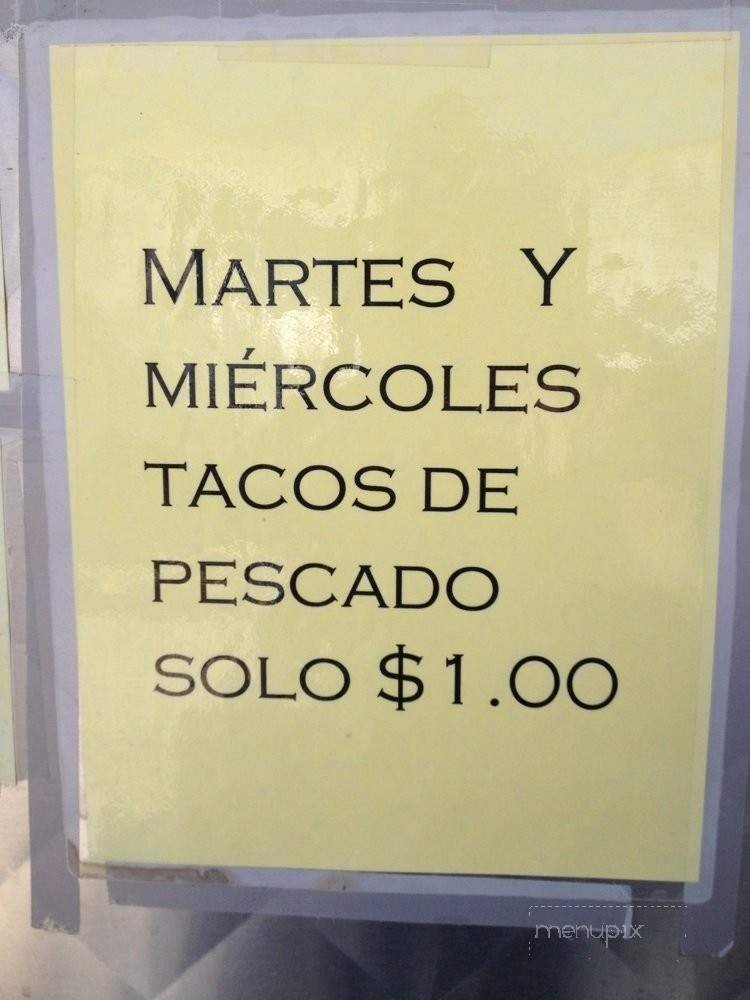 MARTES Y
MIÉRCOLES
TACOS DE
PESCADO
SOLO $1.00
menupix